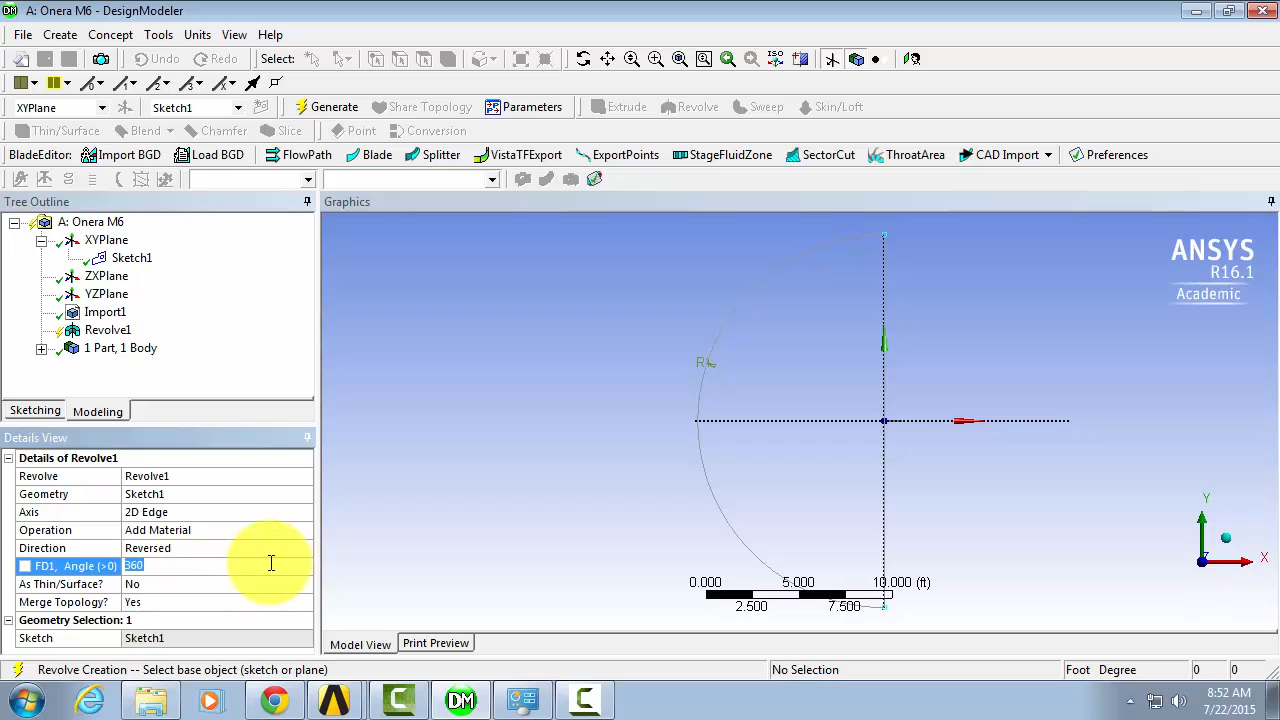 A: Onera M6 - DesignModeler
File Create Concept Tools Units View Help
Undo Redo Select: ISO
XYPlane Sketch1 Generate Share Topology Parameters Extrude Revolve Sweep Skin/Loft
Thin/Surface Blend Chamfer Slice Point Conversion
BladeEditor: Import BGD Load BGD FlowPath Blade Splitter VistaTFExport ExportPoints StageFluidZone SectorCut ThroatArea CAD Import Preferences
Tree Outline
Graphics
A: Onera M6
XYPlane
Sketch1
ZXPlane
YZPlane
Import1
Revolve1
1 Part, 1 Body
Sketching Modeling
Details View
Details of Revolve1
Revolve Revolve1
Geometry Sketch1
Axis 2D Edge
Operation Add Material
Direction Reversed
FD1, Angle (>0) 360
As Thin/Surface? No
Merge Topology? Yes
Geometry Selection: 1
Sketch Sketch1
ANSYS
R16.1
Academic
Y
X
0.000 5.000 10.000 (ft)
2.500 7.500
Model View Print Preview
Revolve Creation -- Select base object (sketch or plane) No Selection Foot Degree 0 0
8:52 AM
7/22/2015